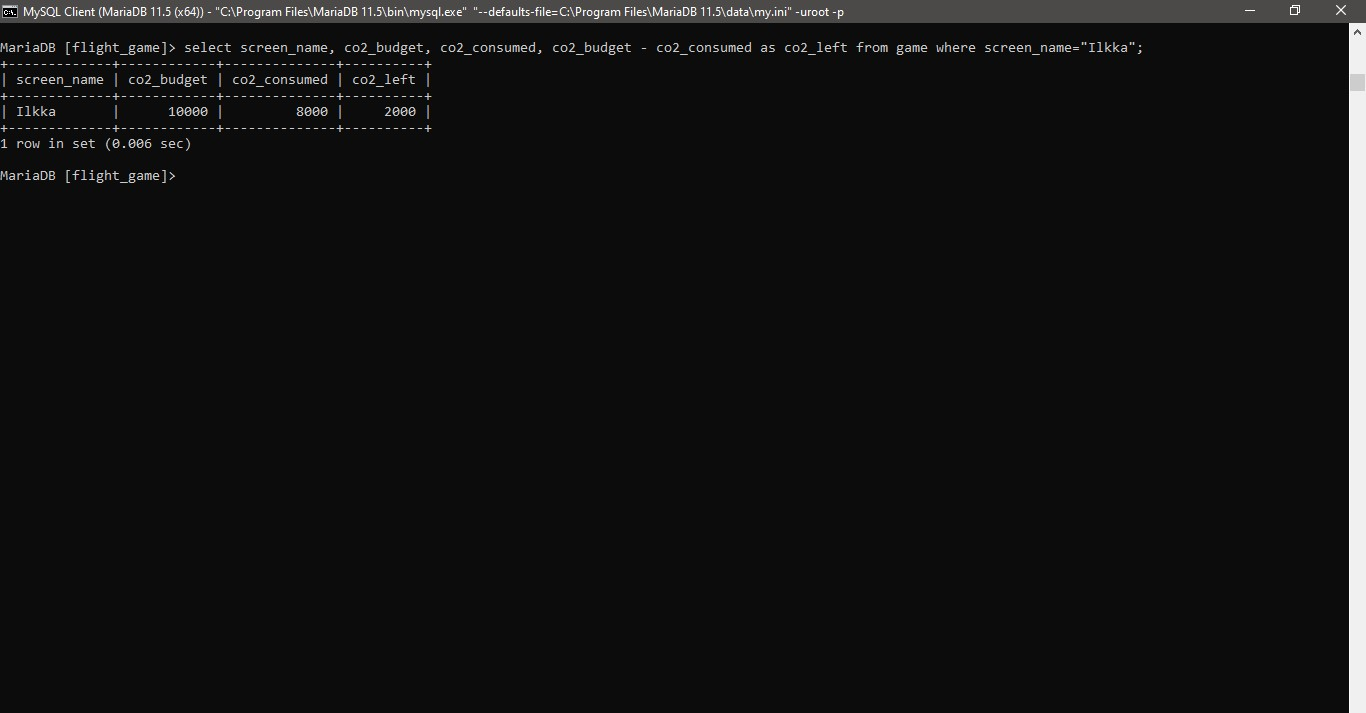 MySQL Client (MariaDB 11.5 (x64)) - "C:\Program Files\MariaDB 11.5\bin\mysql.exe" "--defaults-file=C:\Program Files\MariaDB 11.5\data\my.ini" -uroot -p
MariaDB [flight_game]> select screen_name, co2_budget, co2_consumed, co2_budget - co2_consumed as co2_left from game where screen_name="Ilkka";
+-------------+------------+--------------+----------+
| screen_name | co2_budget | co2_consumed | co2_left |
+-------------+------------+--------------+----------+
| Ilkka       |      10000 |         8000 |     2000 |
+-------------+------------+--------------+----------+
1 row in set (0.006 sec)
MariaDB [flight_game]>